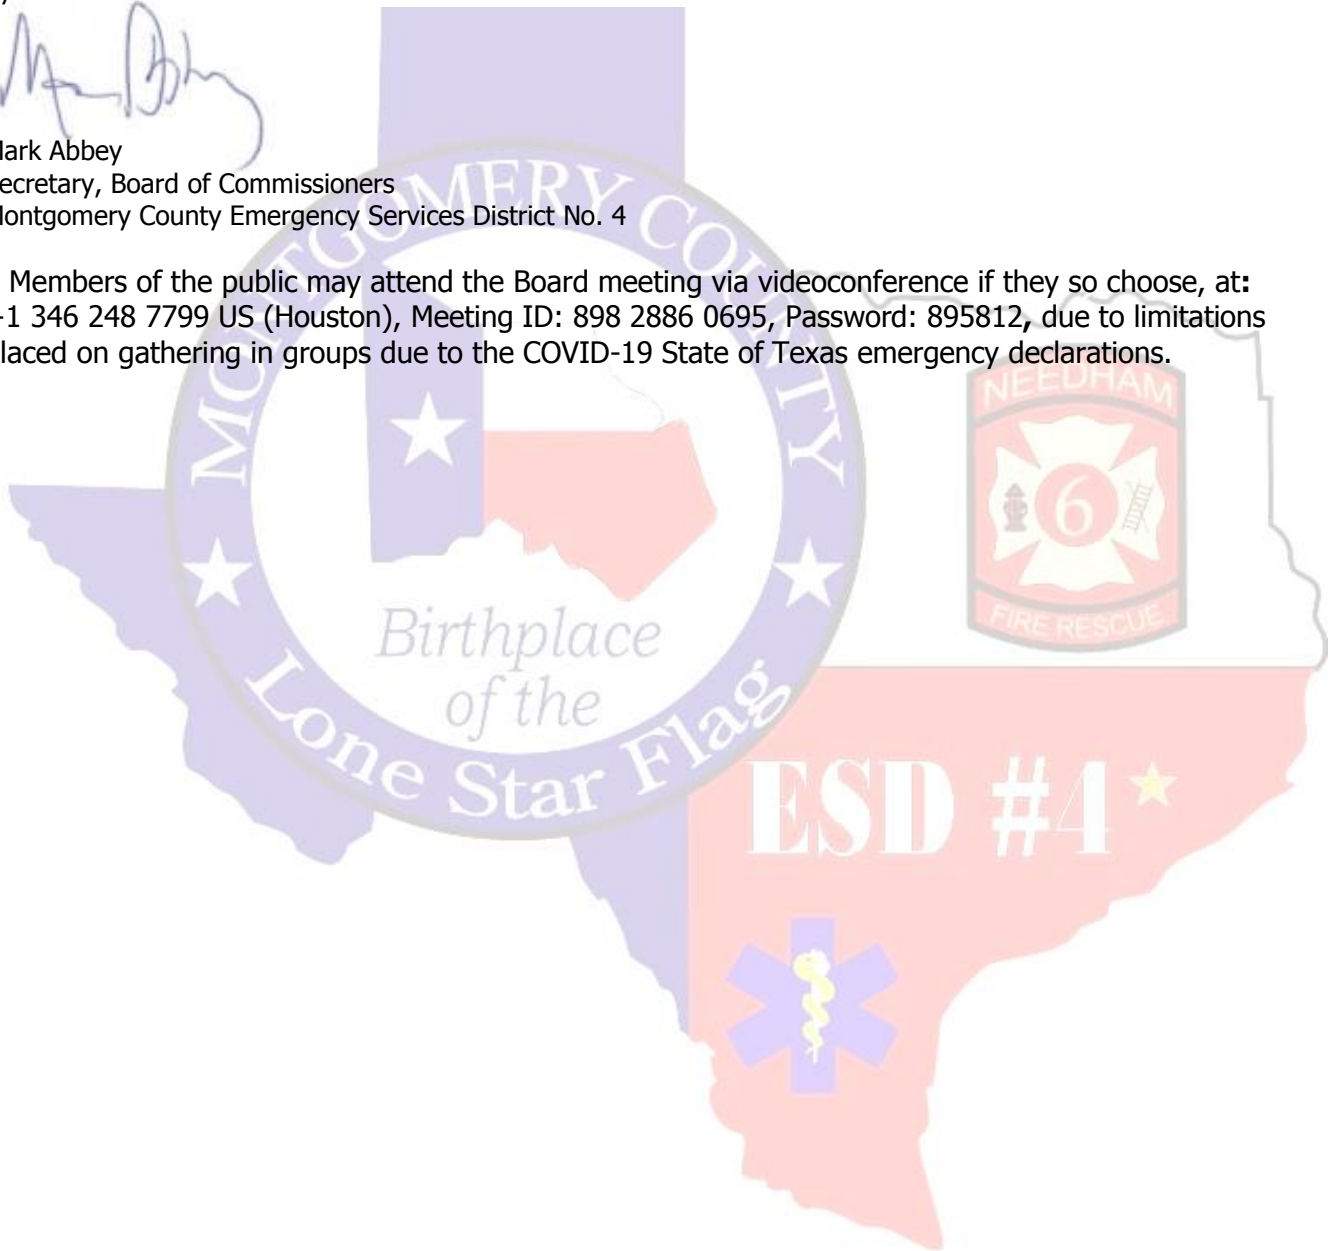 Mark Abbey
Secretary, Board of Commissioners
Montgomery County Emergency Services District No. 4
Members of the public may attend the Board meeting via videoconference if they so choose, at:
-1 346 248 7799 US (Houston), Meeting ID: 898 2886 0695, Password: 895812, due to limitations
placed on gathering in groups due to the COVID-19 State of Texas emergency declarations.
MONTGOMERY COUNTY
NEEDHAM
6
FIRE RESCUE
Birthplace
of the
Lone Star Flag
ESD #4